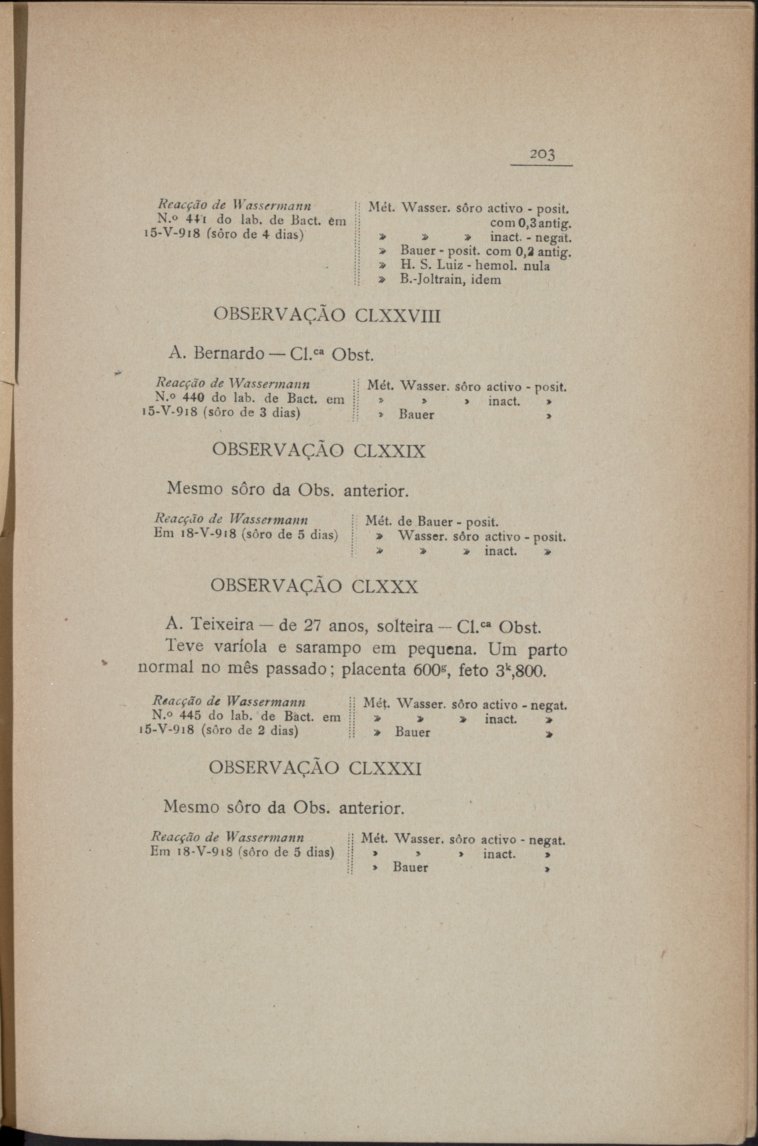 203
Reacção de Wassermann
N.º 441 do lab. de Bact. em
15-V-918 (sôro de 4 dias)
Mét. Wasser. sôro activo - posit.
com 0,3 antig.
» » » inact. - negat.
» Bauer - posit. com 0,2 antig.
» H. S. Luiz - hemol. nula
» B.-Joltrain, idem
OBSERVAÇÃO CLXXVIII
A. Bernardo — Cl.ca Obst.
Reacção de Wassermann
N.º 440 do lab. de Bact. em
15-V-918 (sôro de 3 dias)
Mét. Wasser. sôro activo - posit.
» » » inact. »
» Bauer »
OBSERVAÇÃO CLXXIX
Mesmo sôro da Obs. anterior.
Reacção de Wassermann
Em 18-V-918 (sôro de 5 dias)
Mét. de Bauer - posit.
» Wasser. sôro activo - posit.
» » » inact. »
OBSERVAÇÃO CLXXX
A. Teixeira — de 27 anos, solteira — Cl.ca Obst.
Teve varíola e sarampo em pequena. Um parto
normal no mês passado; placenta 600g, feto 3k,800.
Reacção de Wassermann
N.º 445 do lab. de Bact. em
15-V-918 (sôro de 2 dias)
Mét. Wasser. sôro activo - negat.
» » » inact. »
» Bauer »
OBSERVAÇÃO CLXXXI
Mesmo sôro da Obs. anterior.
Reacção de Wassermann
Em 18-V-918 (sôro de 5 dias)
Mét. Wasser. sôro activo - negat.
» » » inact. »
» Bauer »